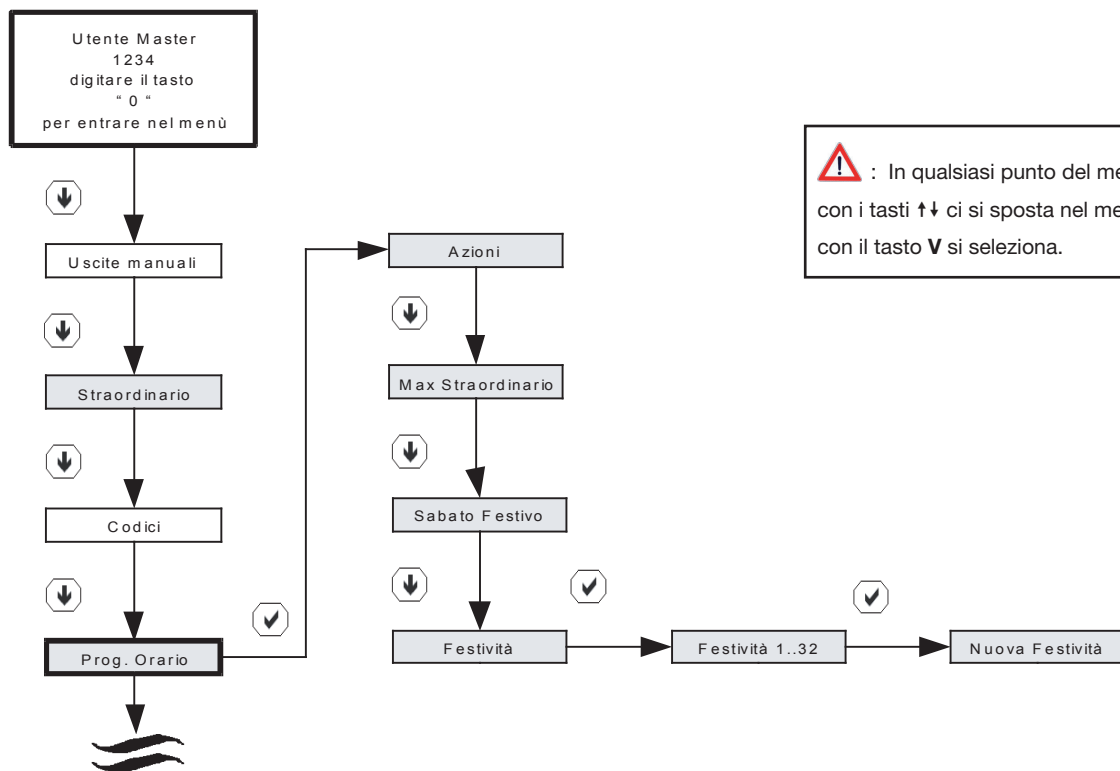 Utente Master
1234
digitare il tasto
“ 0 “
per entrare nel menù
: In qualsiasi punto del me
con i tasti ↑↓ ci si sposta nel me
con il tasto V si seleziona.
Uscite manuali
Azioni
Straordinario
Max Straordinario
Codici
Sabato Festivo
Prog. Orario
Festività
Festività 1..32
Nuova Festività